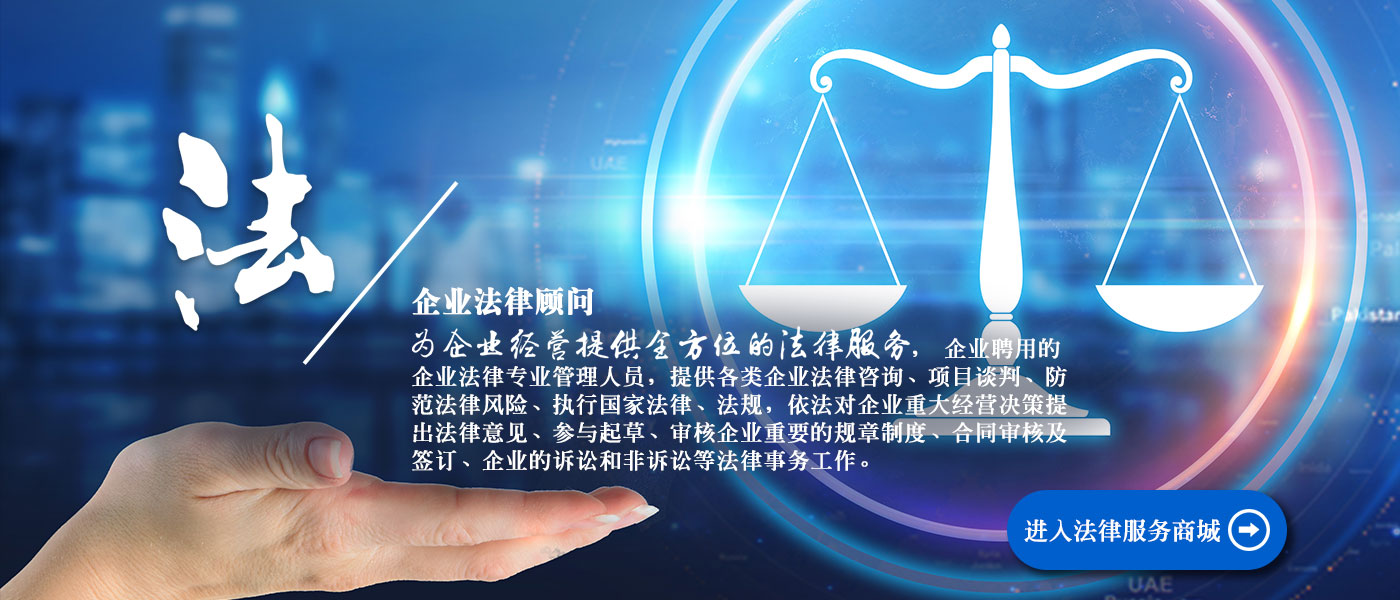 法
企业法律顾问
为企业经营提供全方位的法律服务，企业聘用的
企业法律专业管理人员，提供各类企业法律咨询、项目谈判、防
范法律风险、执行国家法律、法规，依法对企业重大经营决策提
出法律意见、参与起草、审核企业重要的规章制度、合同审核及
签订、企业的诉讼和非诉讼等法律事务工作。
进入法律服务商城
Afghanistan
UAE
Pakistan
UAE